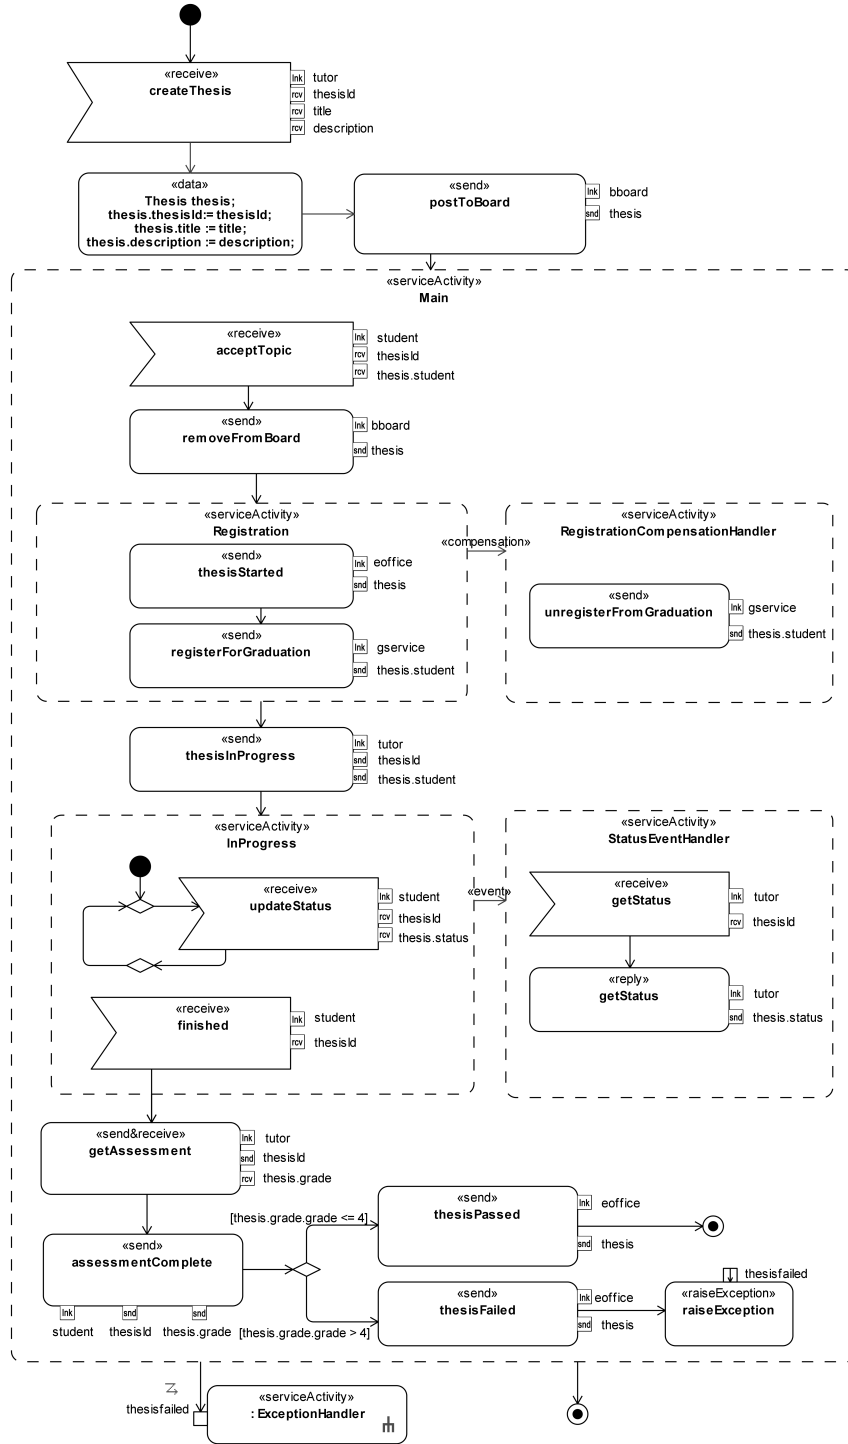 «receive»
createThesis
lnk tutor
rcv thesisId
rcv title
rcv description
«data»
Thesis thesis;
thesis.thesisId:= thesisId;
thesis.title := title;
thesis.description := description;
«send»
postToBoard
lnk bboard
snd thesis
«serviceActivity»
Main
«receive»
acceptTopic
lnk student
rcv thesisId
rcv thesis.student
«send»
removeFromBoard
lnk bboard
snd thesis
«serviceActivity»
Registration
«send»
thesisStarted
lnk eoffice
snd thesis
«send»
registerForGraduation
lnk gservice
snd thesis.student
«compensation»
«serviceActivity»
RegistrationCompensationHandler
«send»
unregisterFromGraduation
lnk gservice
snd thesis.student
«send»
thesisInProgress
lnk tutor
snd thesisId
snd thesis.student
«serviceActivity»
InProgress
«receive»
updateStatus
lnk student
rcv thesisId
rcv thesis.status
«receive»
finished
lnk student
rcv thesisId
«event»
«serviceActivity»
StatusEventHandler
«receive»
getStatus
lnk tutor
rcv thesisId
«reply»
getStatus
lnk tutor
snd thesis.status
«send&receive»
getAssessment
lnk tutor
snd thesisId
rcv thesis.grade
«send»
assessmentComplete
lnk snd snd
student thesisId thesis.grade
[thesis.grade.grade <= 4]
[thesis.grade.grade > 4]
«send»
thesisPassed
lnk eoffice
snd thesis
«send»
thesisFailed
lnk eoffice
snd thesis
thesisfailed
«raiseException»
raiseException
thesisfailed
«serviceActivity»
: ExceptionHandler